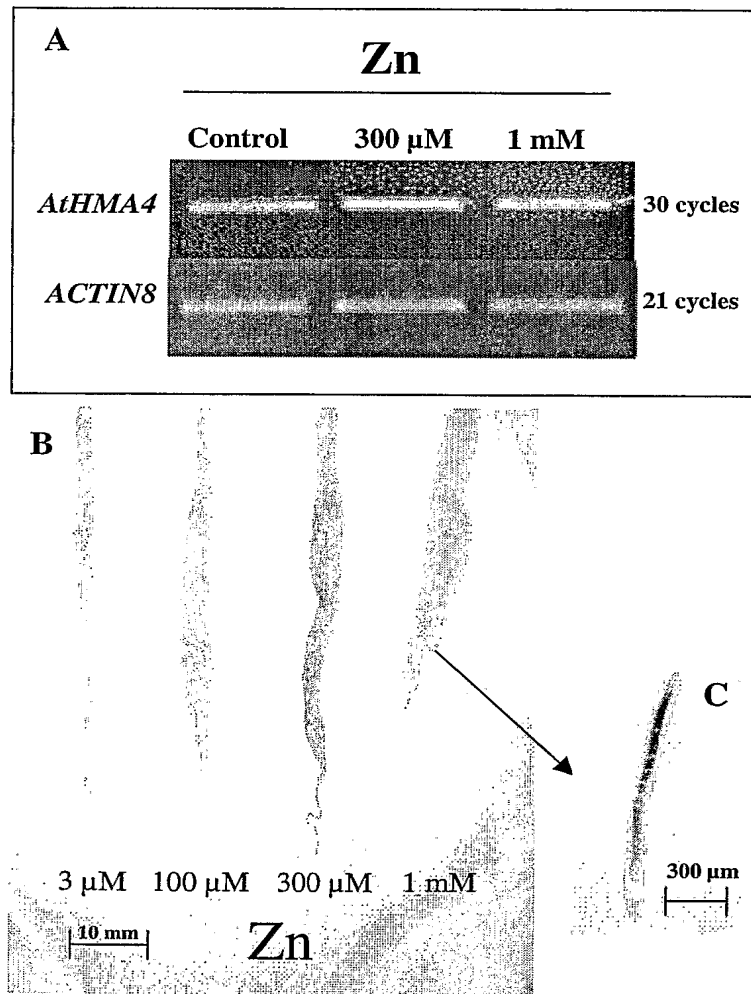 A
Zn
Control 300 µM 1 mM
AtHMA4 30 cycles
ACTIN8 21 cycles
B
C
300 µm
3 µM 100 µM 300 µM 1 mM
10 mm
Zn